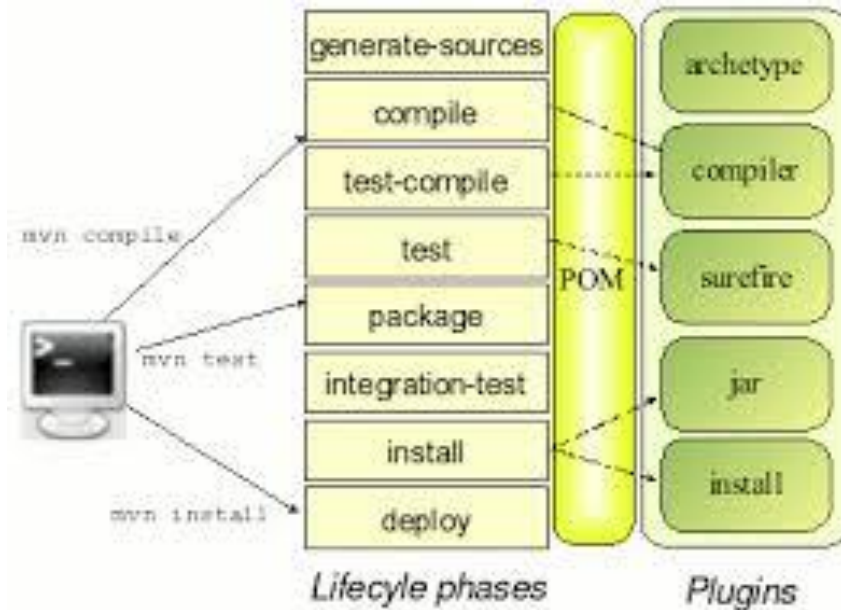 generate-sources
compile
test-compile
test
package
integration-test
install
deploy
Lifecyle phases
mvn compile
mvn test
mvn install
POM
archetype
compiler
surefire
jar
install
Plugins